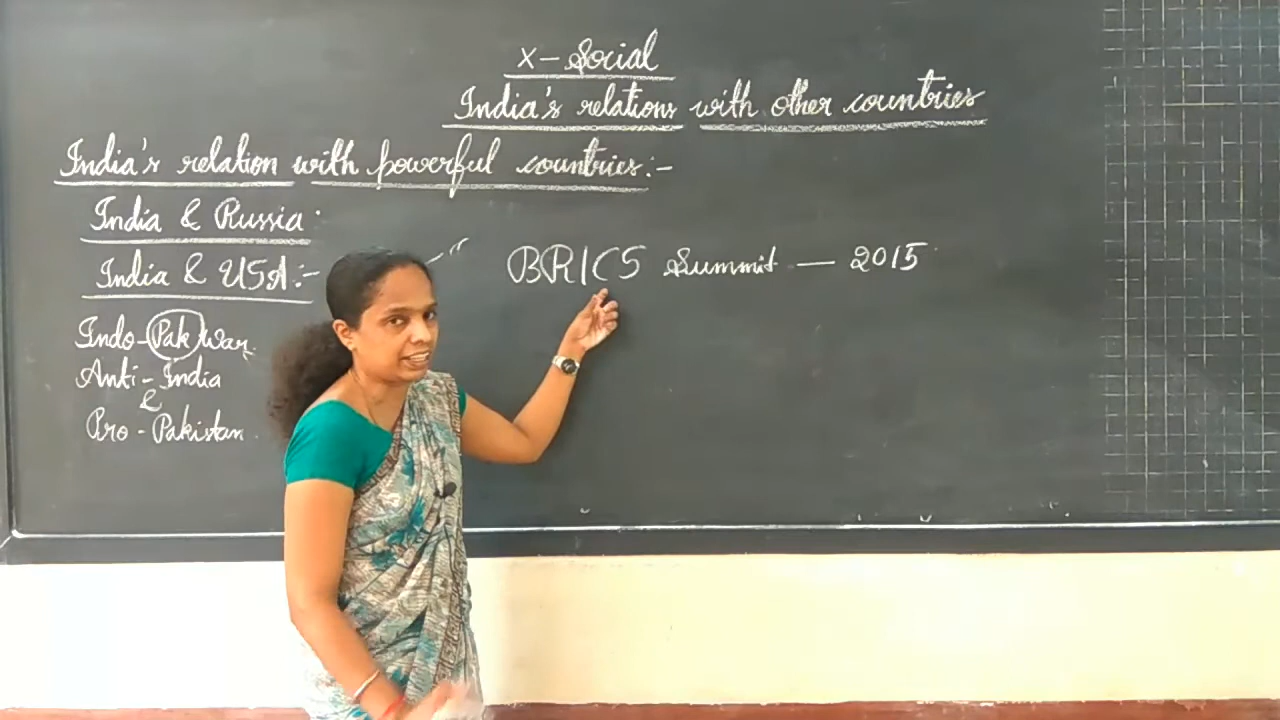 X - Social
India's relations with other countries
India's relation with powerful countries:-
India & Russia
India & USA:-
BRICS Summit — 2015
Indo-Pak War
Anti-India
&
Pro-Pakistan